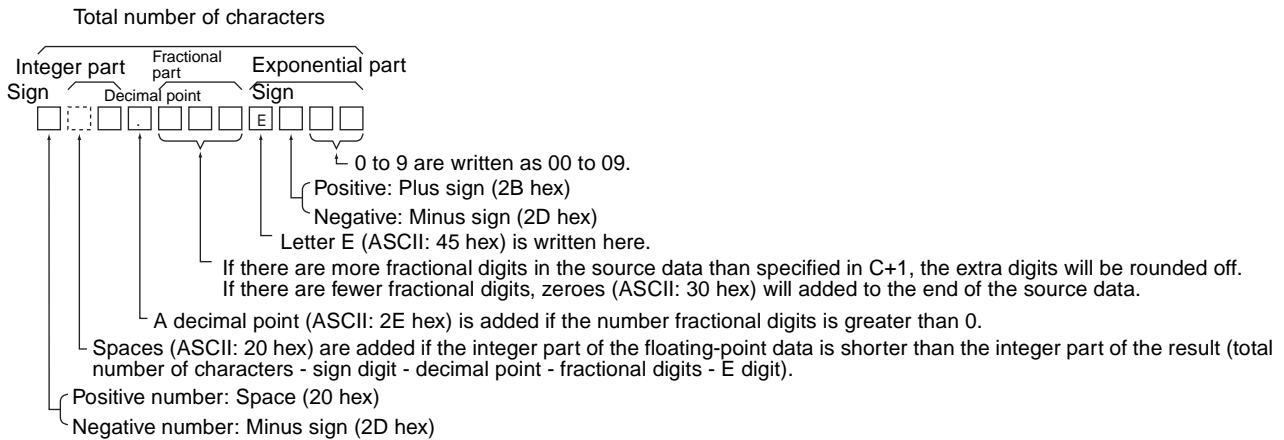 Total number of characters
Integer part
Fractional
part
Exponential part
Sign
Decimal point
Sign
.
E
0 to 9 are written as 00 to 09.
Positive: Plus sign (2B hex)
Negative: Minus sign (2D hex)
Letter E (ASCII: 45 hex) is written here.
If there are more fractional digits in the source data than specified in C+1, the extra digits will be rounded off.
If there are fewer fractional digits, zeroes (ASCII: 30 hex) will added to the end of the source data.
A decimal point (ASCII: 2E hex) is added if the number fractional digits is greater than 0.
Spaces (ASCII: 20 hex) are added if the integer part of the floating-point data is shorter than the integer part of the result (total
number of characters - sign digit - decimal point - fractional digits - E digit).
Positive number: Space (20 hex)
Negative number: Minus sign (2D hex)